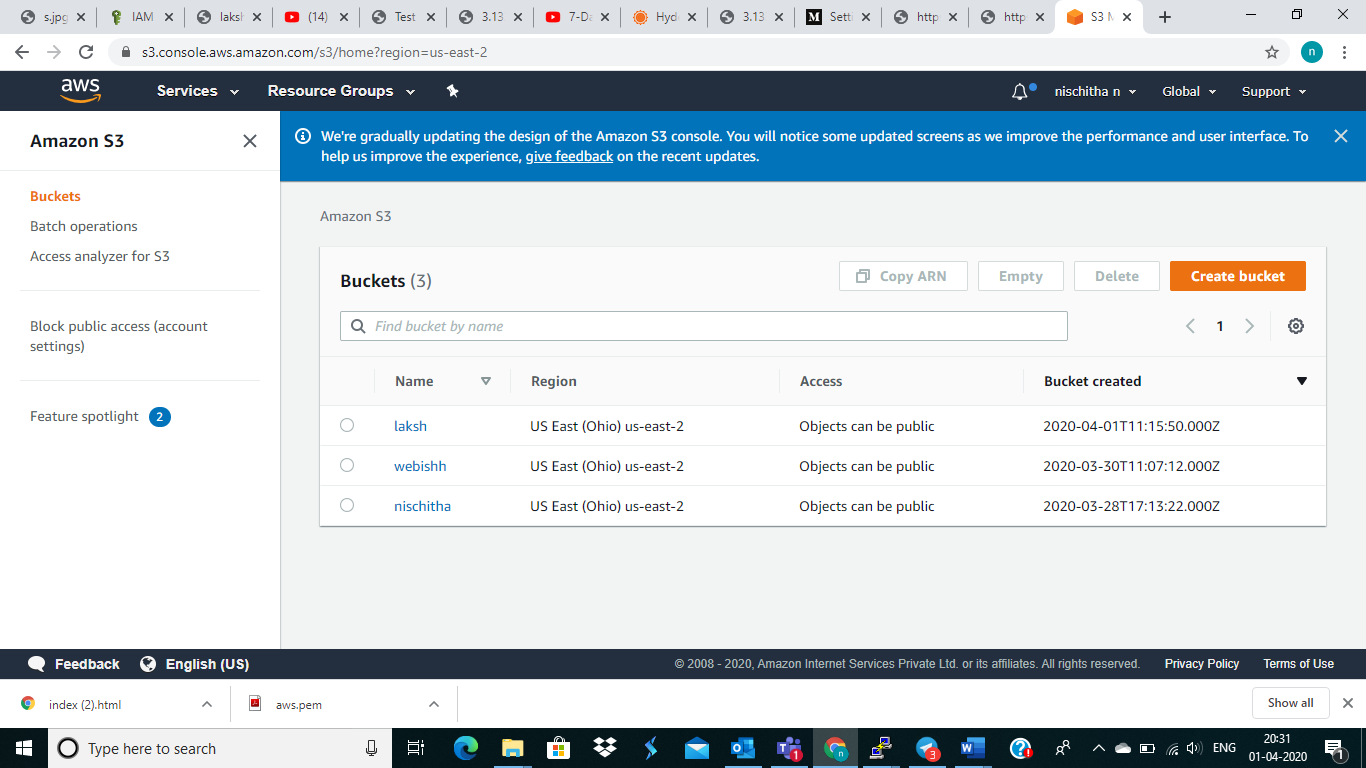 s.jpg
IAM
laksh
(14)
Test
3.13
7-Da
Hyd
3.13
Setti
http
http
S3 M
s3.console.aws.amazon.com/s3/home?region=us-east-2
n
aws
Services
Resource Groups
nischitha n
Global
Support
Amazon S3
We're gradually updating the design of the Amazon S3 console. You will notice some updated screens as we improve the performance and user interface. To
help us improve the experience, give feedback on the recent updates.
Buckets
Batch operations
Access analyzer for S3
Block public access (account
settings)
Feature spotlight 2
Amazon S3
Buckets (3)
Copy ARN
Empty
Delete
Create bucket
Find bucket by name
1
Name Region Access Bucket created
laksh US East (Ohio) us-east-2 Objects can be public 2020-04-01T11:15:50.000Z
webishh US East (Ohio) us-east-2 Objects can be public 2020-03-30T11:07:12.000Z
nischitha US East (Ohio) us-east-2 Objects can be public 2020-03-28T17:13:22.000Z
Feedback
English (US)
© 2008 - 2020, Amazon Internet Services Private Ltd. or its affiliates. All rights reserved.
Privacy Policy
Terms of Use
index (2).html
aws.pem
Show all
Type here to search
1
3
ENG
20:31
01-04-2020
1